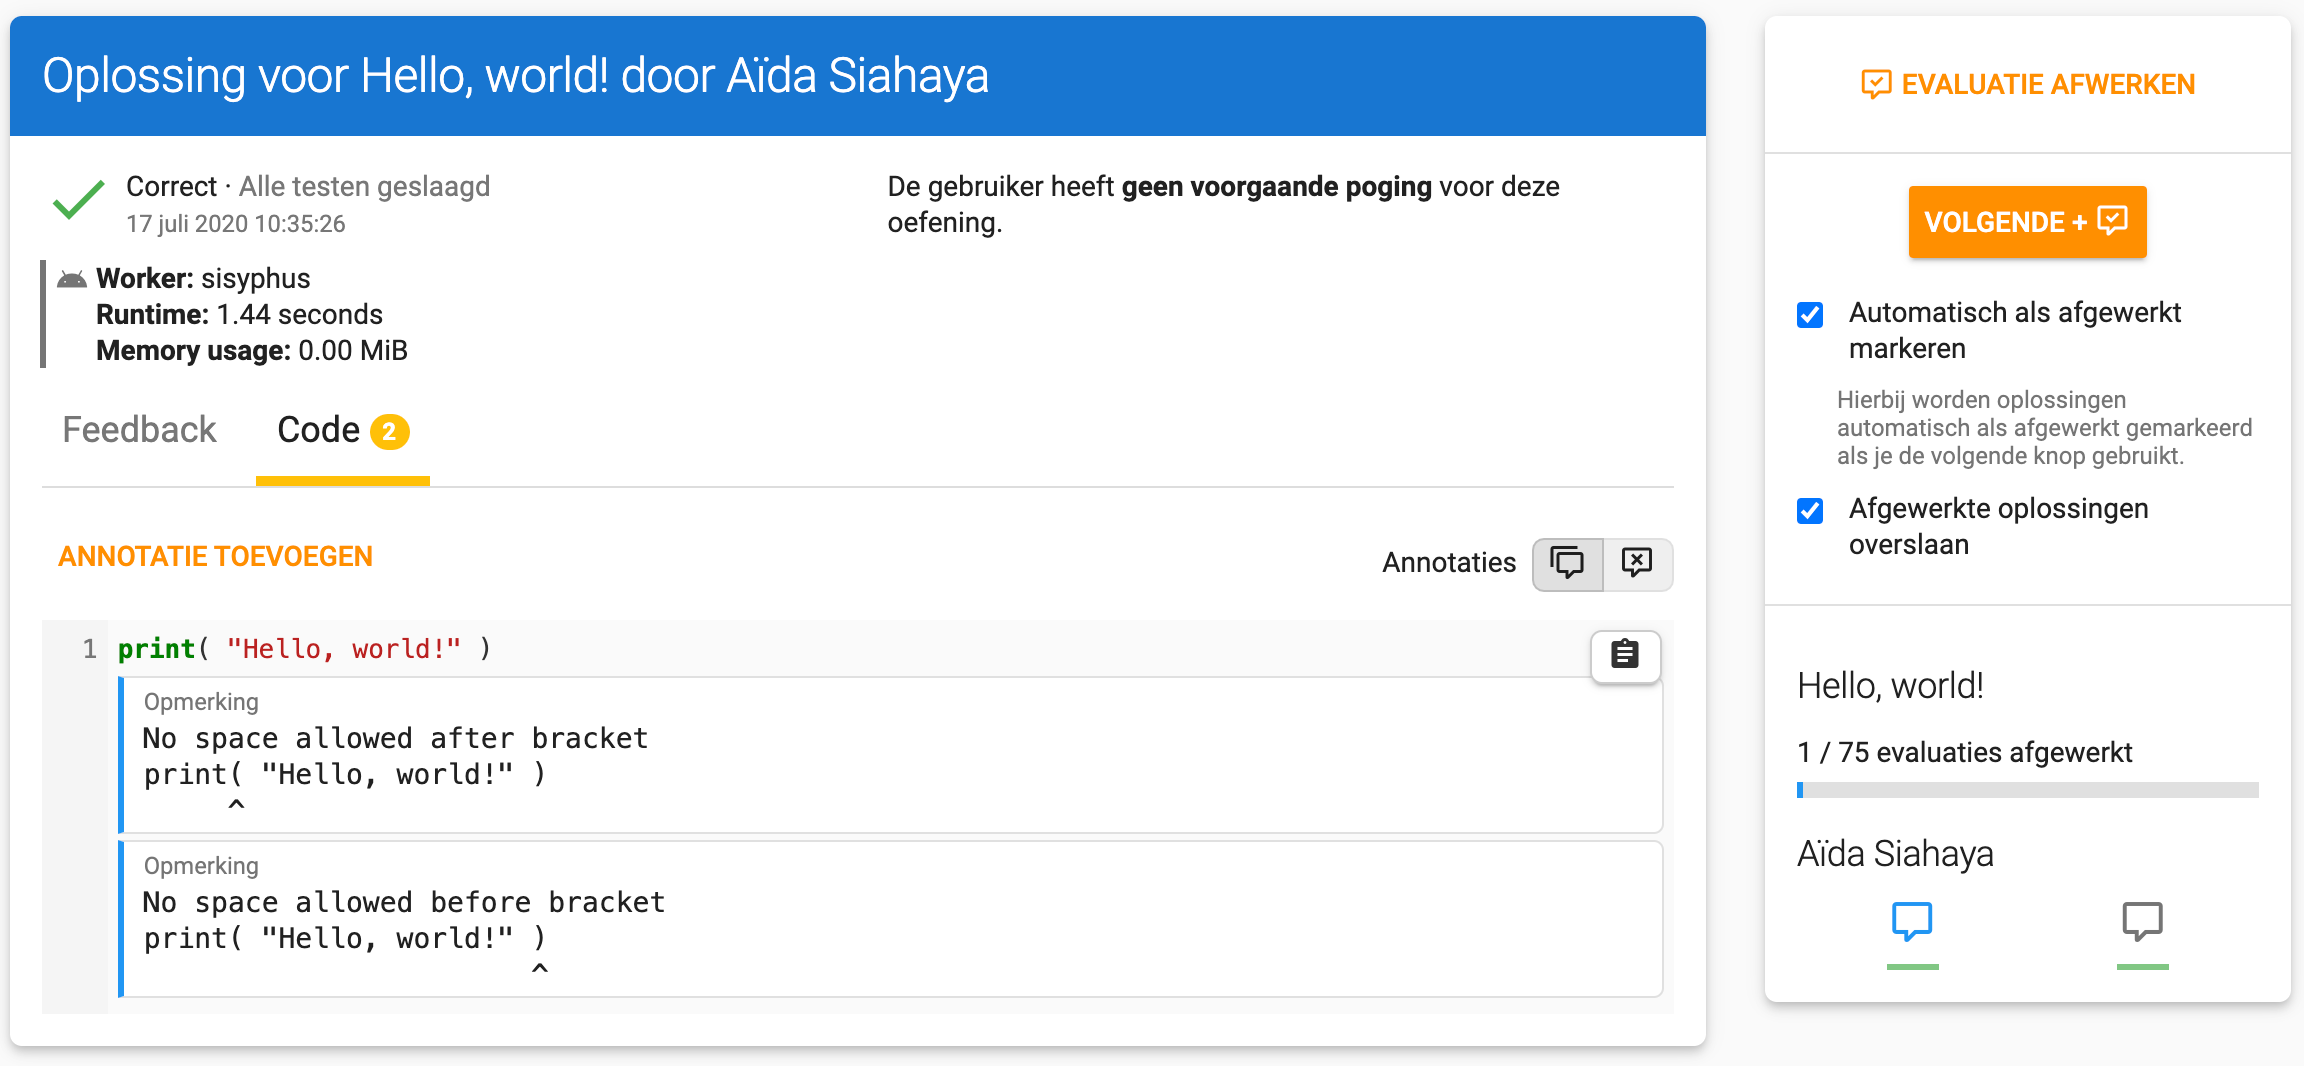 Oplossing voor Hello, world! door Aïda Siahaya
Correct · Alle testen geslaagd
17 juli 2020 10:35:26
De gebruiker heeft geen voorgaande poging voor deze
oefening.
Worker: sisyphus
Runtime: 1.44 seconds
Memory usage: 0.00 MiB
Feedback
Code 2
ANNOTATIE TOEVOEGEN
Annotaties
1 print( "Hello, world!" )
Opmerking
No space allowed after bracket
print( "Hello, world!" )
^
Opmerking
No space allowed before bracket
print( "Hello, world!" )
^
EVALUATIE AFWERKEN
VOLGENDE +
Automatisch als afgewerkt
markeren
Hierbij worden oplossingen
automatisch als afgewerkt gemarkeerd
als je de volgende knop gebruikt.
Afgewerkte oplossingen
overslaan
Hello, world!
1 / 75 evaluaties afgewerkt
Aïda Siahaya